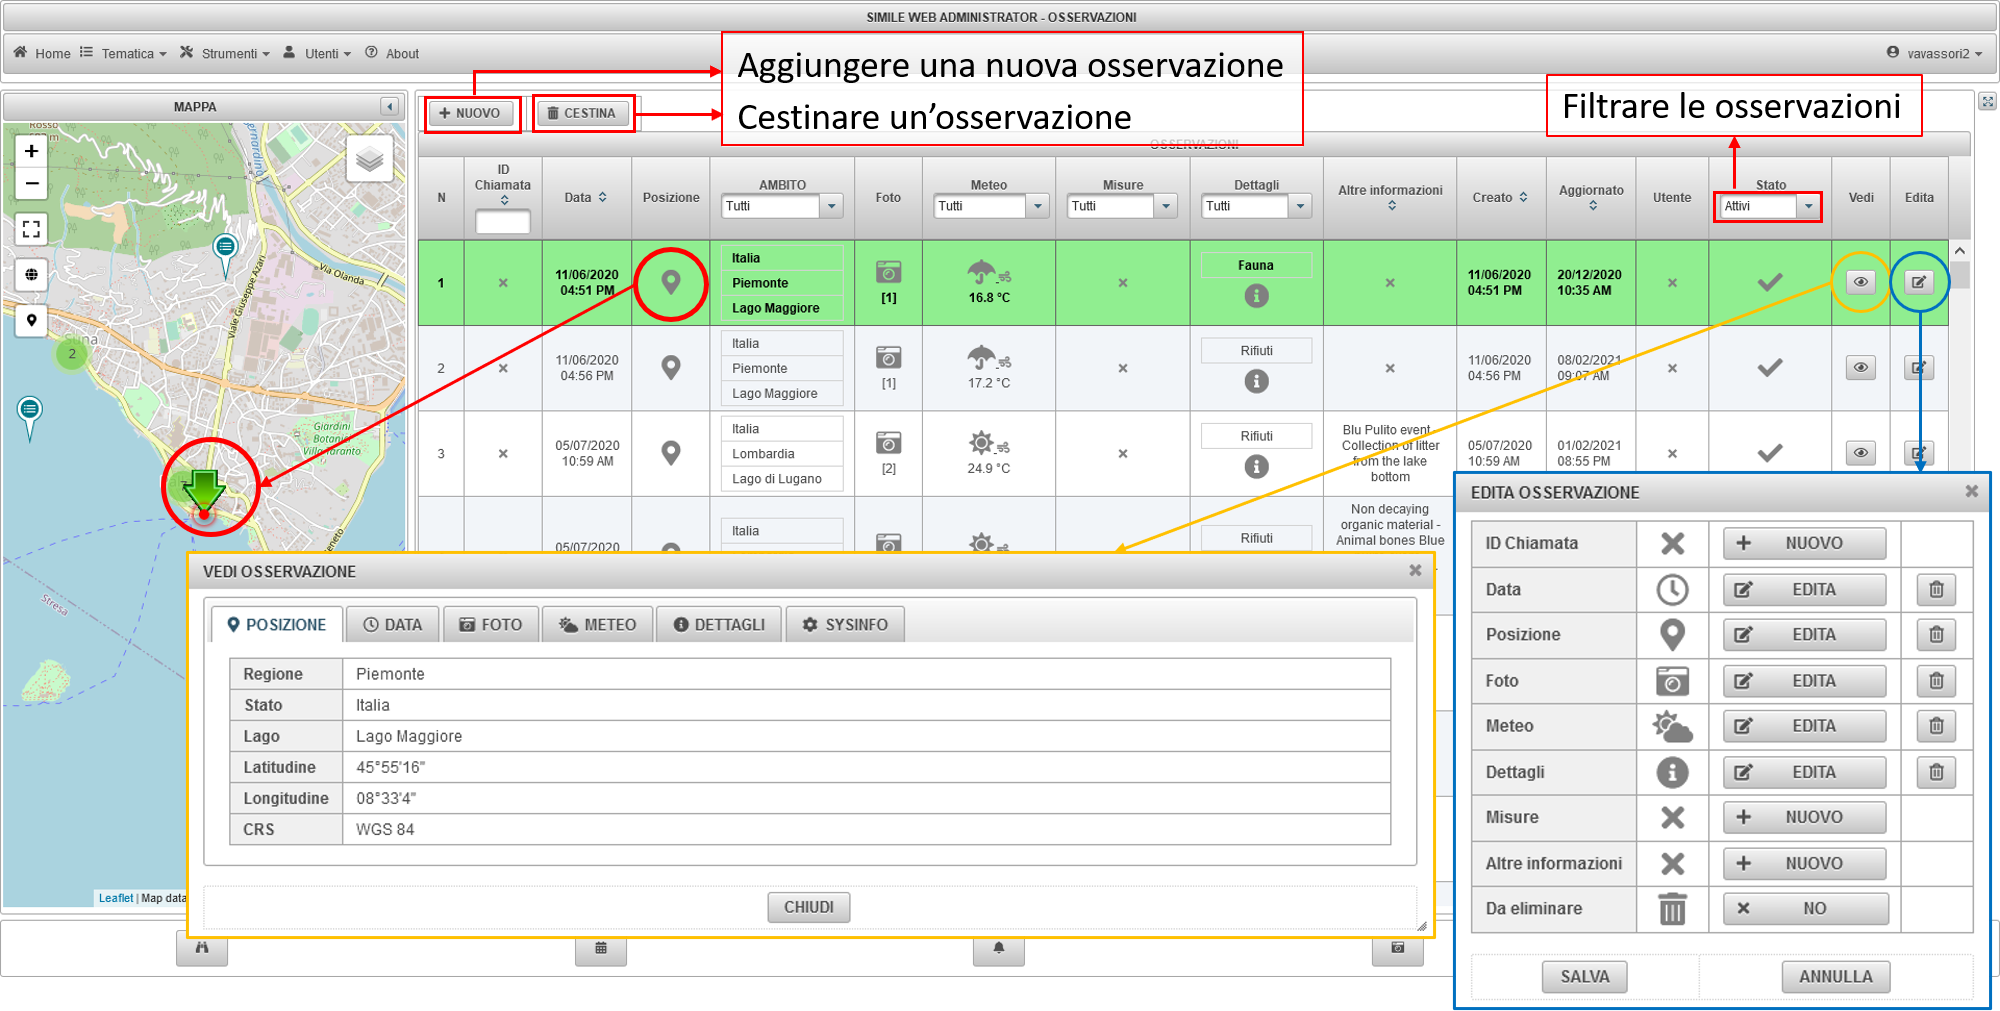 SIMILE WEB ADMINISTRATOR - OSSERVAZIONI
Home Tematica Strumenti Utenti About
vavassori2
Aggiungere una nuova osservazione
Cestinare un'osservazione
Filtrare le osservazioni
MAPPA
+ NUOVO
CESTINA
OSSERVAZIONI
N
ID Chiamata
Data
Posizione
AMBITO
Tutti
Foto
Meteo
Tutti
Misure
Tutti
Dettagli
Tutti
Altre informazioni
Creato
Aggiornato
Utente
Stato
Attivi
Vedi
Edita
1
11/06/2020
04:51 PM
Italia
Piemonte
Lago Maggiore
[1]
16.8 °C
Fauna
11/06/2020
04:51 PM
20/12/2020
10:35 AM
2
11/06/2020
04:56 PM
Italia
Piemonte
Lago Maggiore
[1]
17.2 °C
Rifiuti
11/06/2020
04:56 PM
08/02/2021
09:07 AM
3
05/07/2020
10:59 AM
Italia
Lombardia
Lago di Lugano
[2]
24.9 °C
Rifiuti
Blu Pulito event -
Collection of litter
from the lake
bottom
05/07/2020
10:59 AM
01/02/2021
08:55 PM
05/07/2020
Italia
Rifiuti
Non decaying
organic material -
Animal bones Blue
+
−
Via Olanda
Viale Giuseppe Azari
Suna
2
Giardini
Botanici
Villa Taranto
Stresa
Leaflet | Map data
VEDI OSSERVAZIONE
POSIZIONE
DATA
FOTO
METEO
DETTAGLI
SYSINFO
Regione Piemonte
Stato Italia
Lago Lago Maggiore
Latitudine 45°55'16"
Longitudine 08°33'4"
CRS WGS 84
CHIUDI
EDITA OSSERVAZIONE
ID Chiamata + NUOVO
Data EDITA
Posizione EDITA
Foto EDITA
Meteo EDITA
Dettagli EDITA
Misure + NUOVO
Altre informazioni + NUOVO
Da eliminare NO
SALVA
ANNULLA